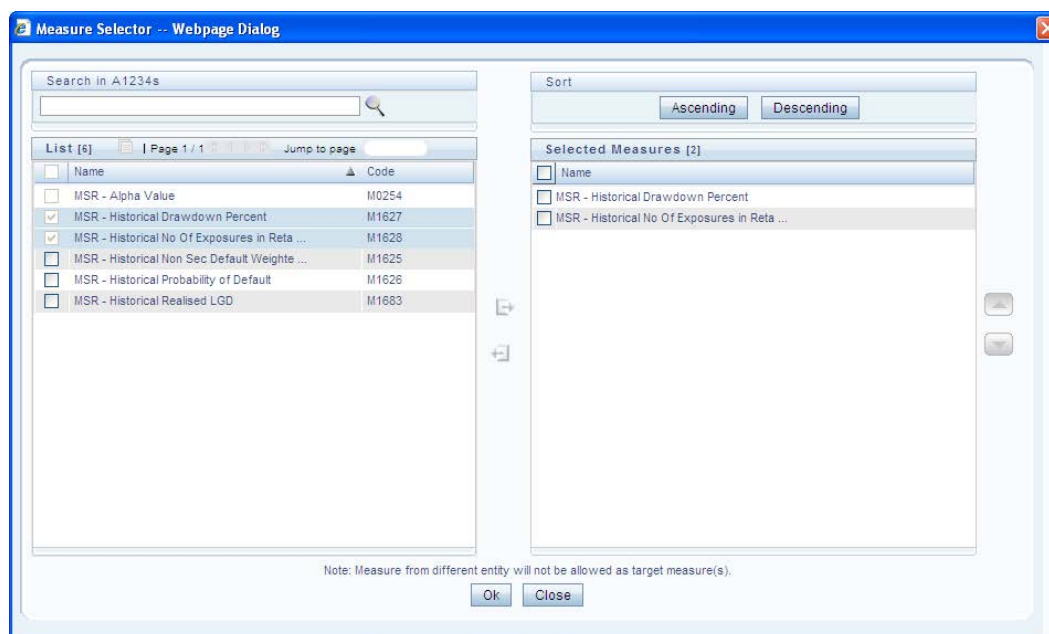 Measure Selector -- Webpage Dialog
Search in A1234s
Sort
Ascending Descending
List [6] | Page 1 / 1 Jump to page
Selected Measures [2]
Name Code
Name
MSR - Alpha Value M0254
MSR - Historical Drawdown Percent M1627
MSR - Historical No Of Exposures in Reta ... M1628
MSR - Historical Non Sec Default Weighte ... M1625
MSR - Historical Probability of Default M1626
MSR - Historical Realised LGD M1683
MSR - Historical Drawdown Percent
MSR - Historical No Of Exposures in Reta ...
Note: Measure from different entity will not be allowed as target measure(s).
Ok Close